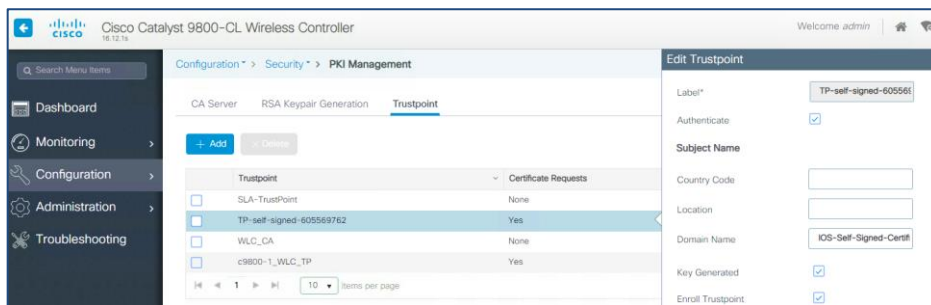 CISCO
Cisco Catalyst 9800-CL Wireless Controller
16.12.1s
Welcome admin
Search Menu Items
Dashboard
Monitoring
Configuration
Administration
Troubleshooting
Configuration > Security > PKI Management
CA Server RSA Keypair Generation Trustpoint
+ Add × Delete
Trustpoint Certificate Requests
SLA-TrustPoint None
TP-self-signed-605569762 Yes
WLC_CA None
c9800-1_WLC_TP Yes
1 10 items per page
Edit Trustpoint
Label* TP-self-signed-60556
Authenticate
Subject Name
Country Code
Location
Domain Name IOS-Self-Signed-Certifi
Key Generated
Enroll Trustpoint